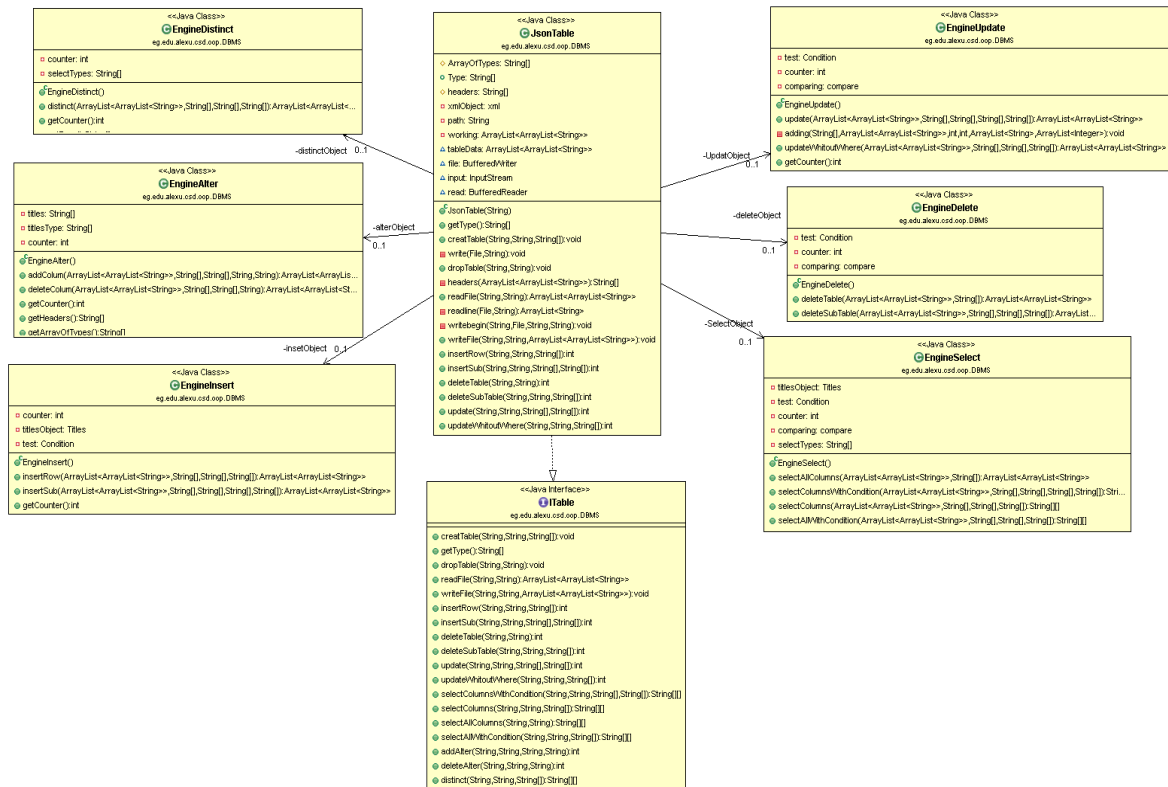 <<Java Class>>
EngineDistinct
eg.edu.alexu.csd.oop.DBMS
counter: int
selectTypes: String[]
EngineDistinct()
distinct(ArrayList<ArrayList<String>>,String[],String[],String[]):ArrayList<ArrayList<...
getCounter():int
-distinctObject
0..1
<<Java Class>>
EngineAlter
eg.edu.alexu.csd.oop.DBMS
titles: String[]
titlesType: String[]
counter: int
EngineAlter()
addColum(ArrayList<ArrayList<String>>,String[],String[],String,String):ArrayList<ArrayLis...
deleteColum(ArrayList<ArrayList<String>>,String[],String[],String):ArrayList<ArrayList<St...
getCounter():int
getHeaders():String[]
getArrayOfTypes():String[]
-alterObject
0..1
<<Java Class>>
EngineInsert
eg.edu.alexu.csd.oop.DBMS
counter: int
titlesObject: Titles
test: Condition
EngineInsert()
insertRow(ArrayList<ArrayList<String>>,String[],String[],String[]):ArrayList<ArrayList<String>>
insertSub(ArrayList<ArrayList<String>>,String[],String[],String[],String[]):ArrayList<ArrayList<String>>
getCounter():int
-insetObject
0..1
<<Java Class>>
JsonTable
eg.edu.alexu.csd.oop.DBMS
ArrayOfTypes: String[]
Type: String[]
headers: String[]
xmlObject: xml
path: String
working: ArrayList<ArrayList<String>>
tableData: ArrayList<ArrayList<String>>
file: BufferedWriter
input: InputStream
read: BufferedReader
JsonTable(String)
getType():String[]
creatTable(String,String,String[]):void
write(File,String):void
dropTable(String,String):void
headers(ArrayList<ArrayList<String>>):String[]
readFile(String,String):ArrayList<ArrayList<String>>
readline(File,String):ArrayList<String>
writebegin(String,File,String,String):void
writeFile(String,String,ArrayList<ArrayList<String>>):void
insertRow(String,String,String[]):int
insertSub(String,String,String[],String[]):int
deleteTable(String,String):int
deleteSubTable(String,String,String[]):int
update(String,String,String[],String[]):int
updateWhitoutWhere(String,String,String[]):int
<<Java Interface>>
ITable
eg.edu.alexu.csd.oop.DBMS
creatTable(String,String,String[]):void
getType():String[]
dropTable(String,String):void
readFile(String,String):ArrayList<ArrayList<String>>
writeFile(String,String,ArrayList<ArrayList<String>>):void
insertRow(String,String,String[]):int
insertSub(String,String,String[],String[]):int
deleteTable(String,String):int
deleteSubTable(String,String,String[]):int
update(String,String,String[],String[]):int
updateWhitoutWhere(String,String,String[]):int
selectColumnsWithCondition(String,String,String[],String[]):String[][]
selectColumns(String,String,String[]):String[][]
selectAllColumns(String,String):String[][]
selectAllWithCondition(String,String,String[]):String[][]
addAlter(String,String,String,String):int
deleteAlter(String,String,String):int
distinct(String,String,String[]):String[][]
<<Java Class>>
EngineUpdate
eg.edu.alexu.csd.oop.DBMS
test: Condition
counter: int
comparing: compare
EngineUpdate()
update(ArrayList<ArrayList<String>>,String[],String[],String[],String[]):ArrayList<ArrayList<String>>
adding(String[],ArrayList<ArrayList<String>>,int,int,ArrayList<String>,ArrayList<Integer>):void
updateWhitoutWhere(ArrayList<ArrayList<String>>,String[],String[],String[]):ArrayList<ArrayList<String>>
getCounter():int
-UpdatObject
0..1
<<Java Class>>
EngineDelete
eg.edu.alexu.csd.oop.DBMS
test: Condition
counter: int
comparing: compare
EngineDelete()
deleteTable(ArrayList<ArrayList<String>>,String[]):ArrayList<ArrayList<String>>
deleteSubTable(ArrayList<ArrayList<String>>,String[],String[],String[]):ArrayList...
-deleteObject
0..1
<<Java Class>>
EngineSelect
eg.edu.alexu.csd.oop.DBMS
titlesObject: Titles
test: Condition
counter: int
comparing: compare
selectTypes: String[]
EngineSelect()
selectAllColumns(ArrayList<ArrayList<String>>,String[]):ArrayList<ArrayList<String>>
selectColumnsWithCondition(ArrayList<ArrayList<String>>,String[],String[],String[],String[]):Stri...
selectColumns(ArrayList<ArrayList<String>>,String[],String[],String[]):String[][]
selectAllWithCondition(ArrayList<ArrayList<String>>,String[],String[],String[]):String[][]
-SelectObject
0..1